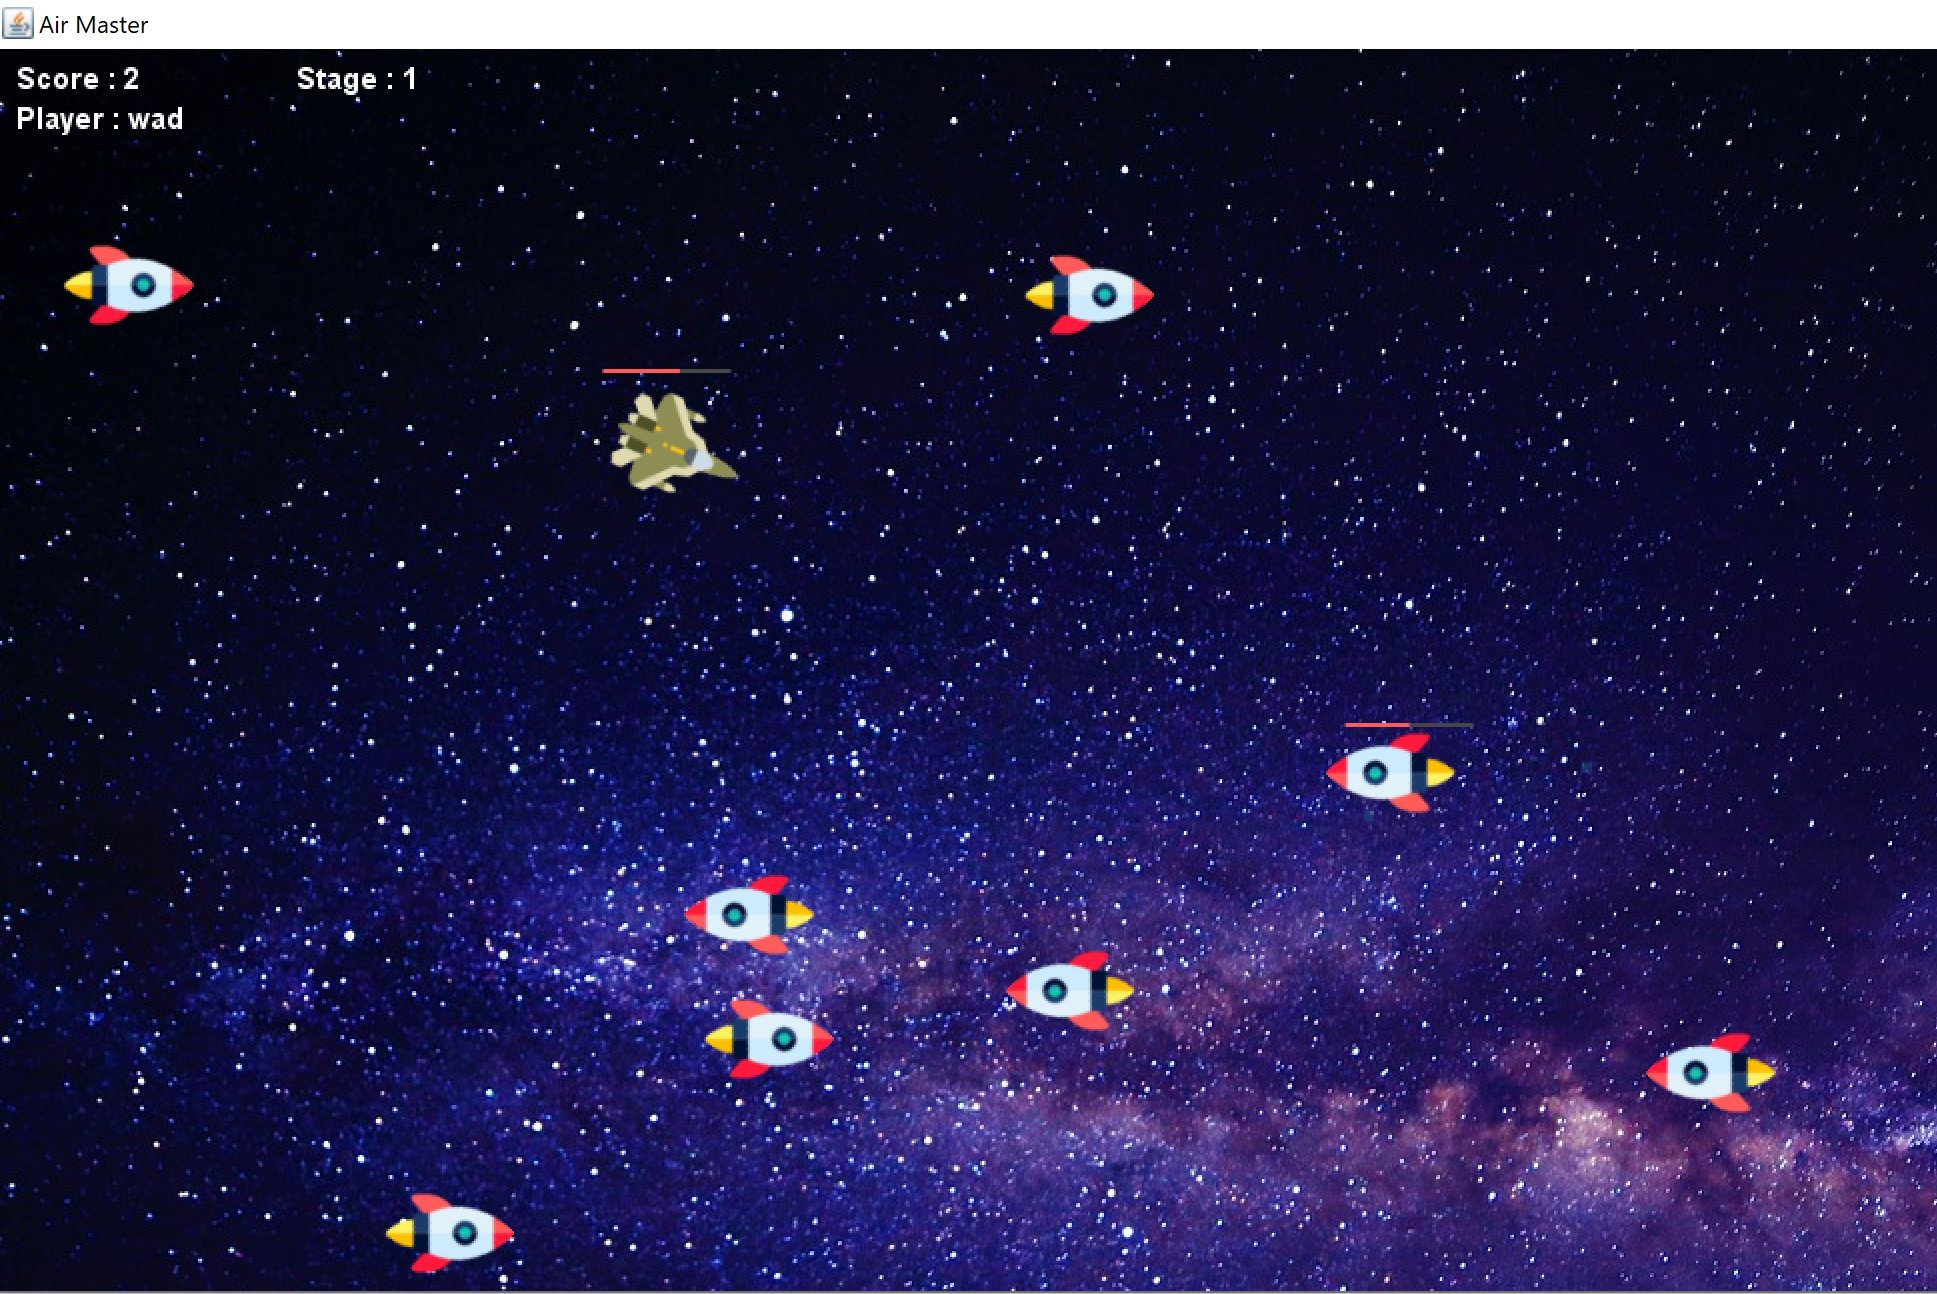 Air Master
Score : 2 Stage : 1
Player : wad